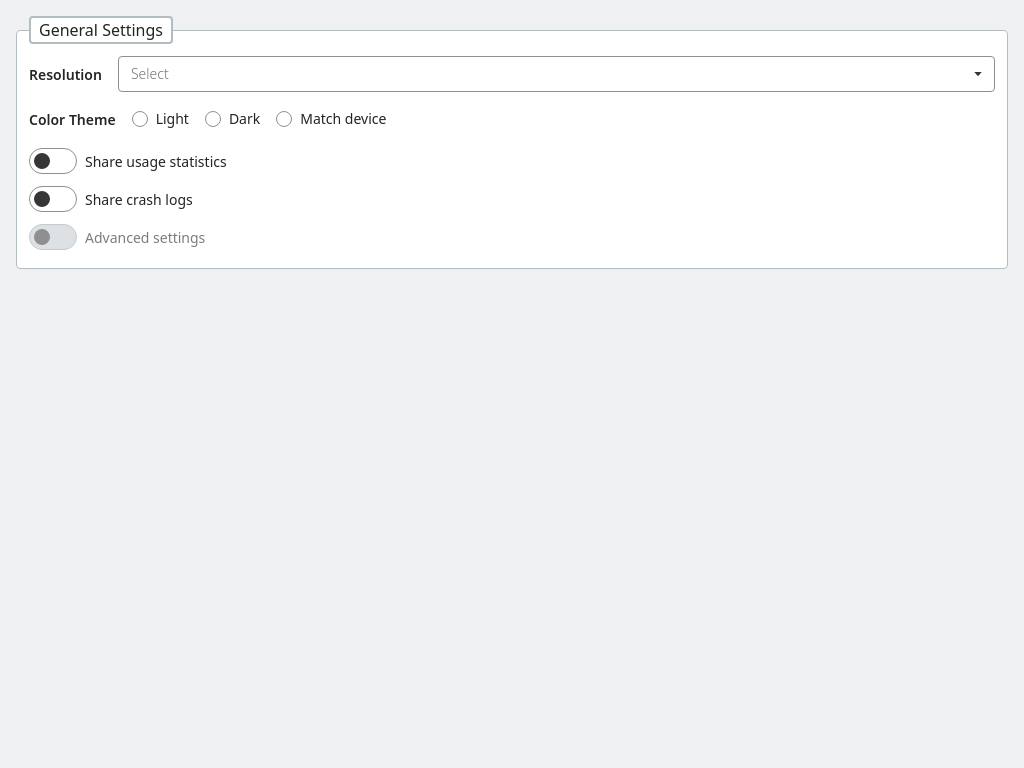 General Settings
Resolution Select
Color Theme Light Dark Match device
Share usage statistics
Share crash logs
Advanced settings